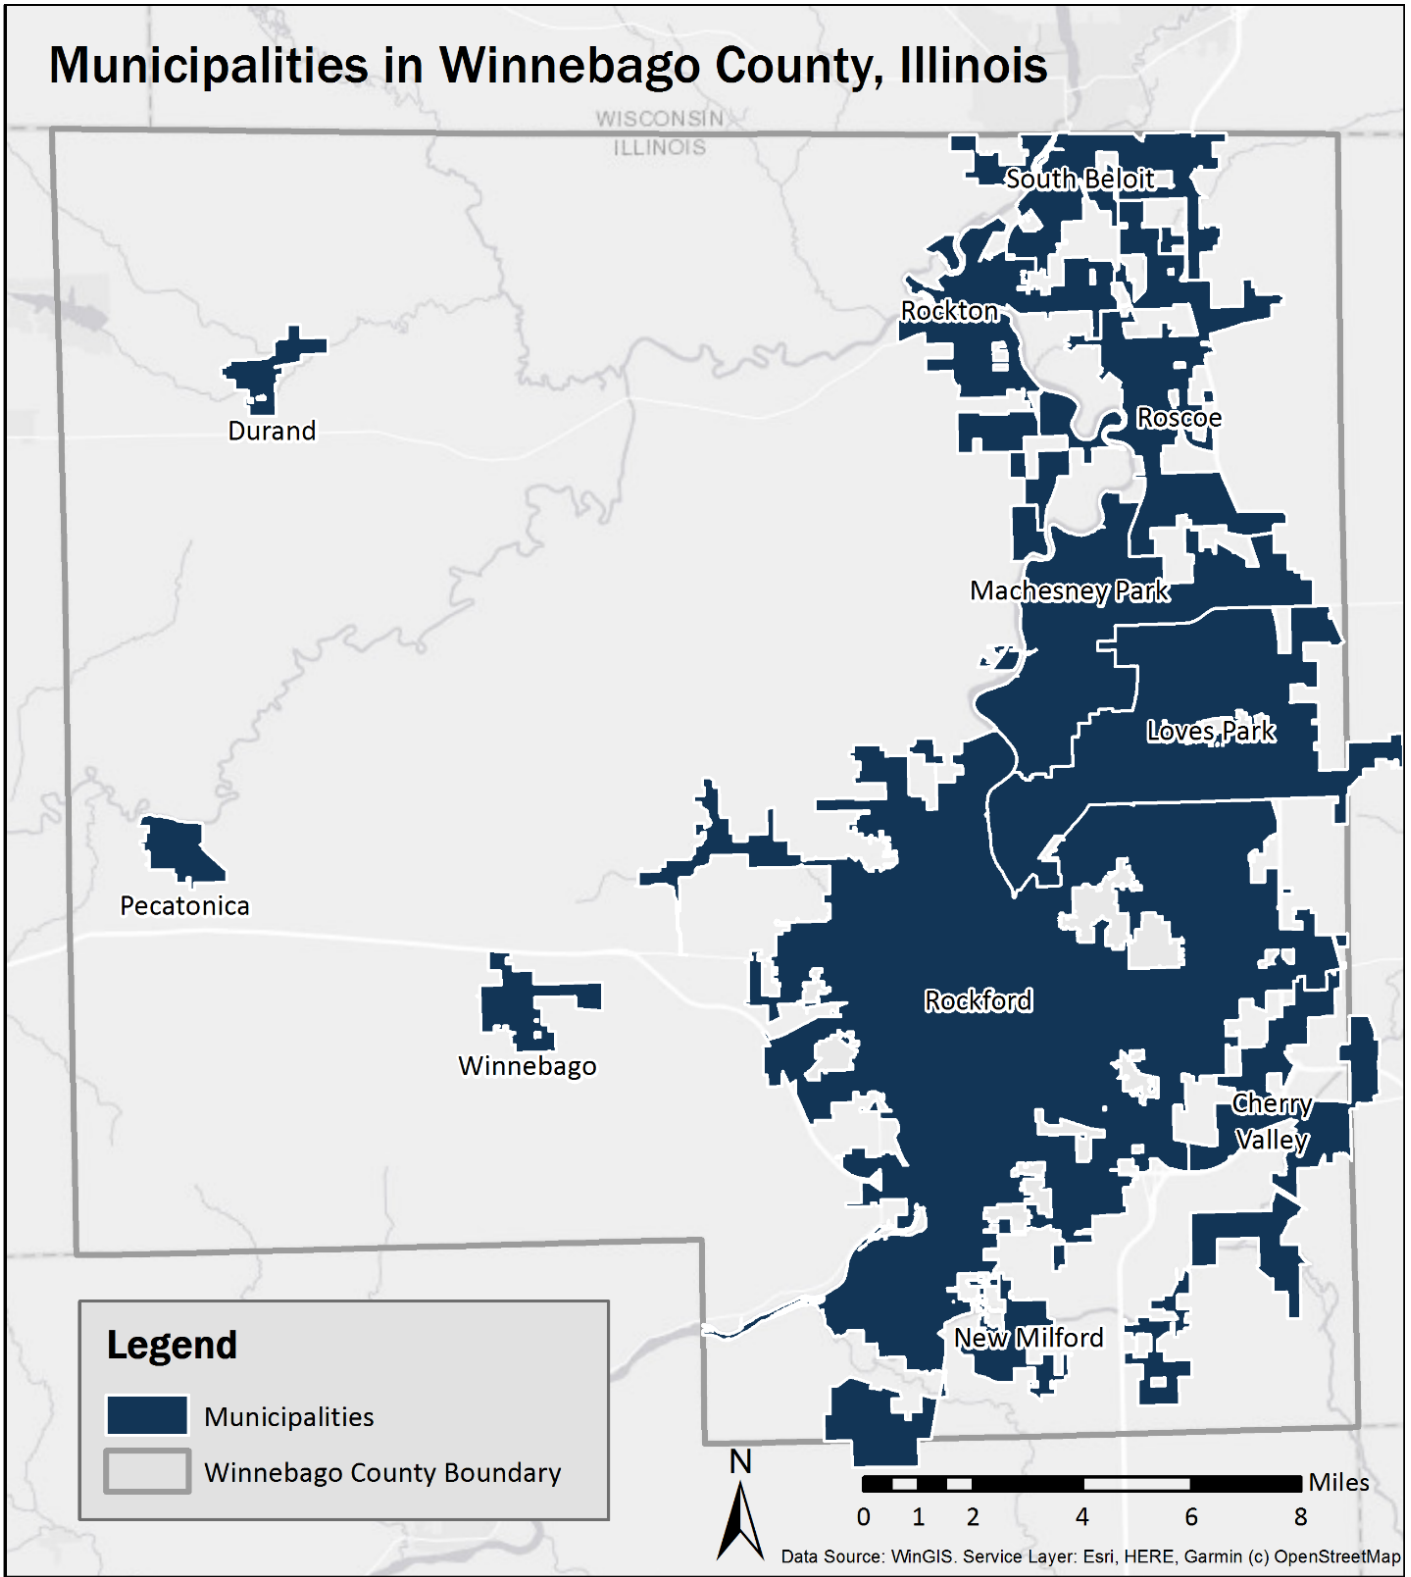 Municipalities in Winnebago County, Illinois
WISCONSIN
ILLINOIS
South Beloit
Rockton
Durand
Roscoe
Machesney Park
Loves Park
Pecatonica
Rockford
Winnebago
Cherry
Valley
New Milford
Legend
Municipalities
Winnebago County Boundary
N
Miles
0 1 2 4 6 8
Data Source: WinGIS. Service Layer: Esri, HERE, Garmin (c) OpenStreetMap